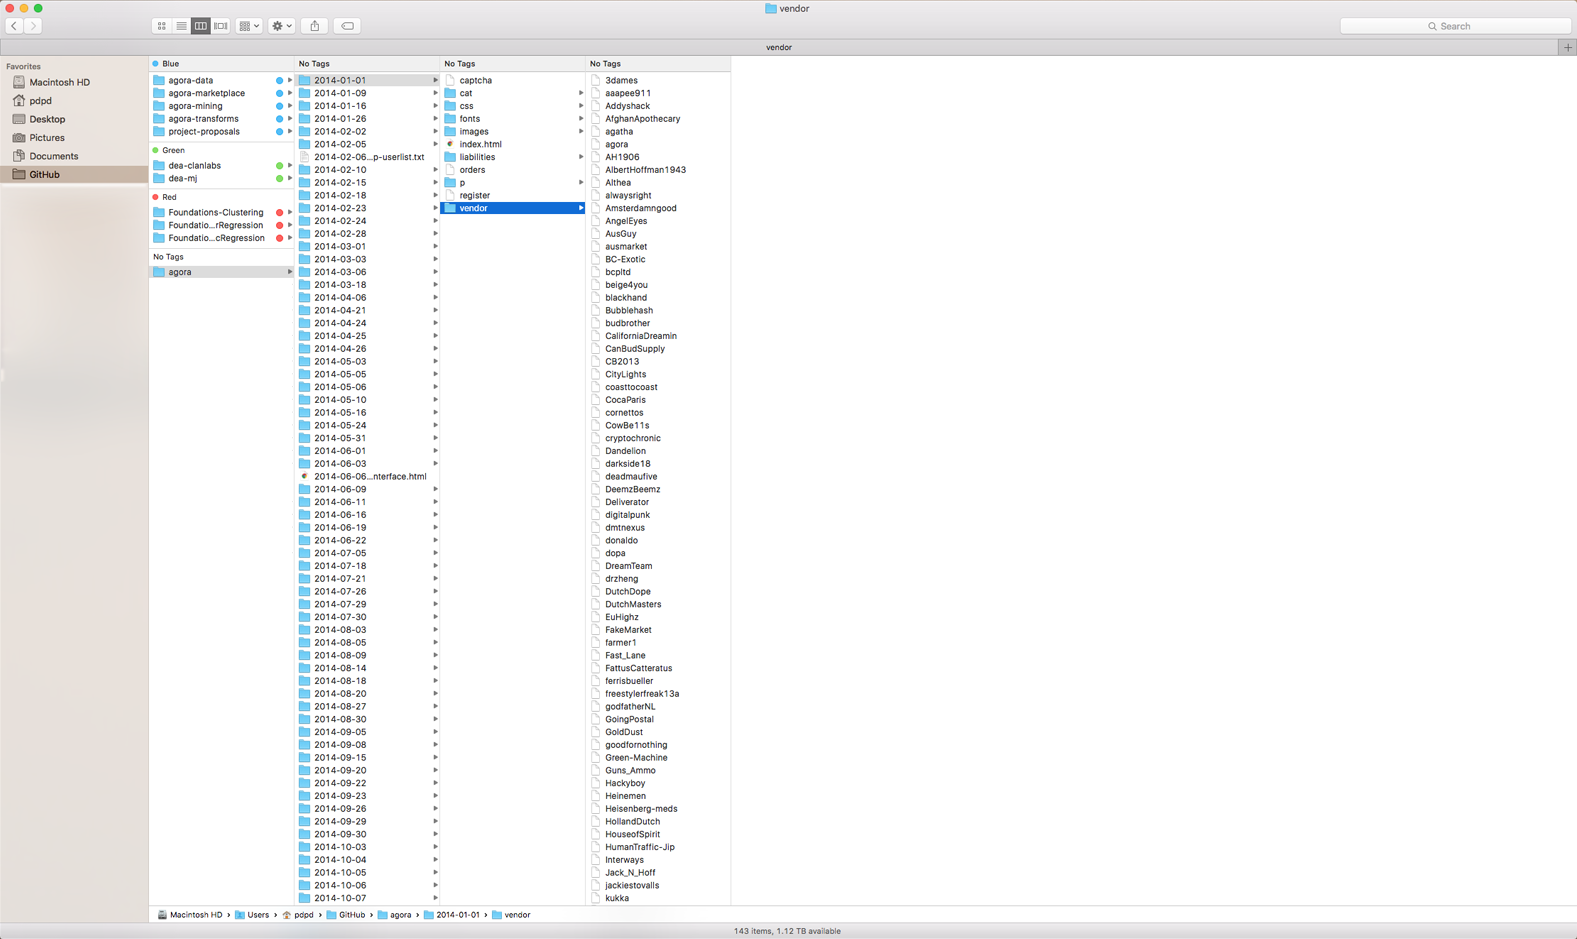 vendor
Search
vendor
Favorites
Macintosh HD
pdpd
Desktop
Pictures
Documents
GitHub
Blue
agora-data
agora-marketplace
agora-mining
agora-transforms
project-proposals
Green
dea-clanlabs
dea-mj
Red
Foundations-Clustering
Foundatio...rRegression
Foundatio...cRegression
No Tags
agora
No Tags
2014-01-01
2014-01-09
2014-01-16
2014-01-26
2014-02-02
2014-02-05
2014-02-06...p-userlist.txt
2014-02-10
2014-02-15
2014-02-18
2014-02-23
2014-02-24
2014-02-28
2014-03-01
2014-03-03
2014-03-06
2014-03-18
2014-04-06
2014-04-21
2014-04-24
2014-04-25
2014-04-26
2014-05-03
2014-05-05
2014-05-06
2014-05-10
2014-05-16
2014-05-24
2014-05-31
2014-06-01
2014-06-03
2014-06-06...nterface.html
2014-06-09
2014-06-11
2014-06-16
2014-06-19
2014-06-22
2014-07-05
2014-07-18
2014-07-21
2014-07-26
2014-07-29
2014-07-30
2014-08-03
2014-08-05
2014-08-09
2014-08-14
2014-08-18
2014-08-20
2014-08-27
2014-08-30
2014-09-05
2014-09-08
2014-09-15
2014-09-20
2014-09-22
2014-09-23
2014-09-26
2014-09-29
2014-09-30
2014-10-03
2014-10-04
2014-10-05
2014-10-06
2014-10-07
No Tags
captcha
cat
css
fonts
images
index.html
liabilities
orders
p
register
vendor
No Tags
3dames
aaapee911
Addyshack
AfghanApothecary
agatha
agora
AH1906
AlbertHoffman1943
Althea
alwaysright
Amsterdamngood
AngelEyes
AusGuy
ausmarket
BC-Exotic
bcpltd
beige4you
blackhand
Bubblehash
budbrother
CaliforniaDreamin
CanBudSupply
CB2013
CityLights
coasttocoast
CocaParis
cornettos
CowBe11s
cryptochronic
Dandelion
darkside18
deadmaufive
DeemzBeemz
Deliverator
digitalpunk
dmtnexus
donaldo
dopa
DreamTeam
drzheng
DutchDope
DutchMasters
EuHighz
FakeMarket
farmer1
Fast_Lane
FattusCatteratus
ferrisbueller
freestylerfreak13a
godfatherNL
GoingPostal
GoldDust
goodfornothing
Green-Machine
Guns_Ammo
Hackyboy
Heinemen
Heisenberg-meds
HollandDutch
HouseofSpirit
HumanTraffic-Jip
Interways
Jack_N_Hoff
jackiestovalls
kukka
Macintosh HD › Users › pdpd › GitHub › agora › 2014-01-01 › vendor
143 items, 1.12 TB available